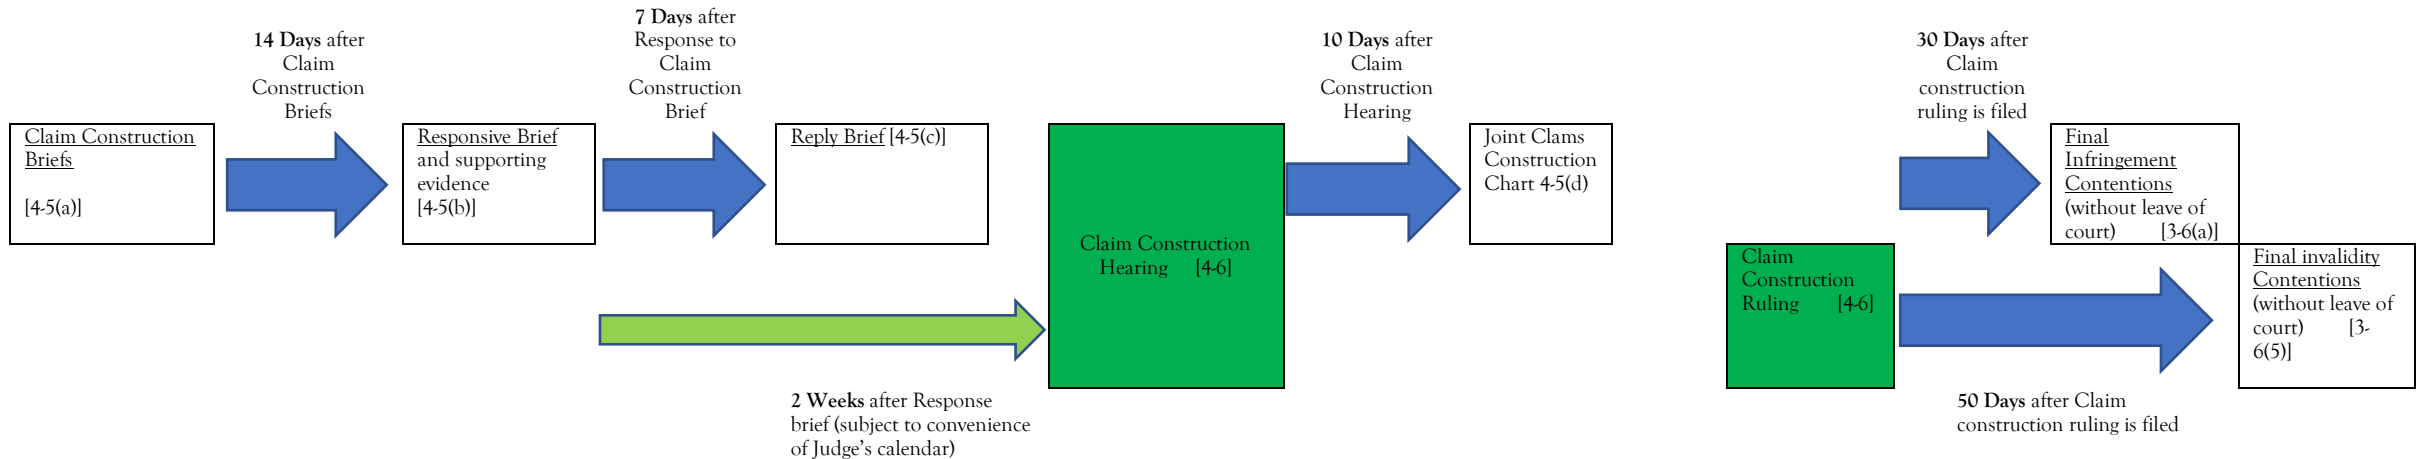 14 Days after
Claim
Construction
Briefs
7 Days after
Response to
Claim
Construction
Brief
10 Days after
Claim
Construction
Hearing
30 Days after
Claim
construction
ruling is filed
Claim Construction
Briefs
[4-5(a)]
Responsive Brief
and supporting
evidence
[4-5(b)]
Reply Brief [4-5(c)]
Claim Construction
Hearing [4-6]
Joint Clams
Construction
Chart 4-5(d)
Final
Infringement
Contentions
(without leave of
court) [3-6(a)]
Claim
Construction
Ruling [4-6]
Final invalidity
Contentions
(without leave of
court) [3-
6(5)]
2 Weeks after Response
brief (subject to convenience
of Judge’s calendar)
50 Days after Claim
construction ruling is filed